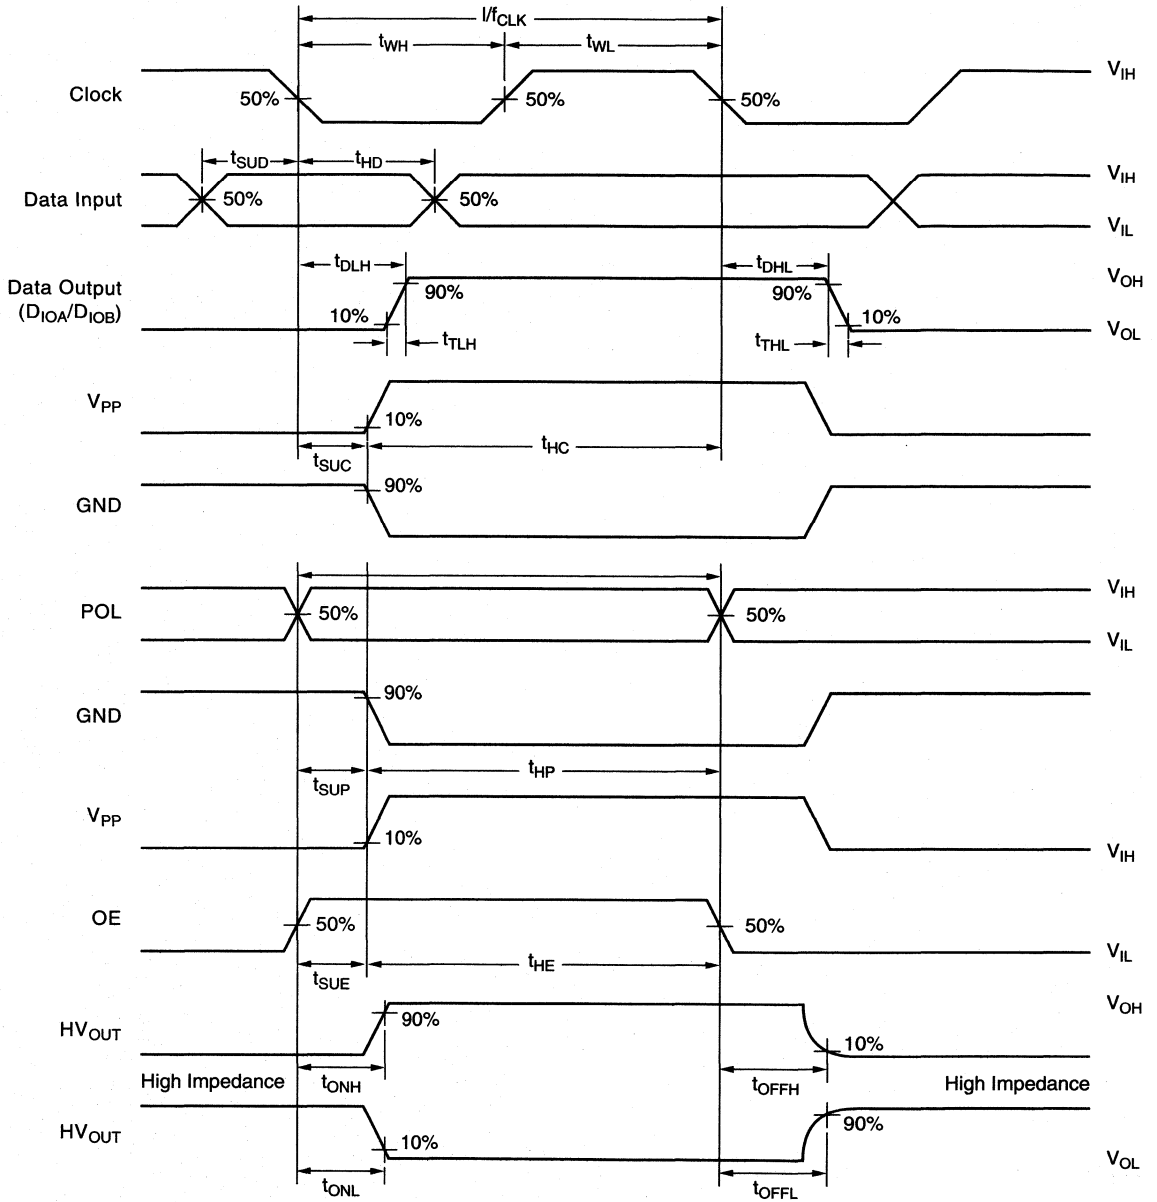 l/fCLK
tWH
tWL
Clock
50%
50%
50%
VIH
tSUD
tHD
Data Input
50%
50%
VIH
VIL
tDLH
tDHL
Data Output
(DIOA/DIOB)
90%
90%
VOH
10%
10%
VOL
tTLH
tTHL
VPP
10%
tSUC
tHC
GND
90%
POL
50%
50%
VIH
VIL
GND
90%
tSUP
tHP
VPP
10%
VIH
OE
50%
50%
VIL
tSUE
tHE
HVOUT
90%
VOH
10%
High Impedance
tONH
tOFFH
High Impedance
HVOUT
10%
90%
VOL
tONL
tOFFL